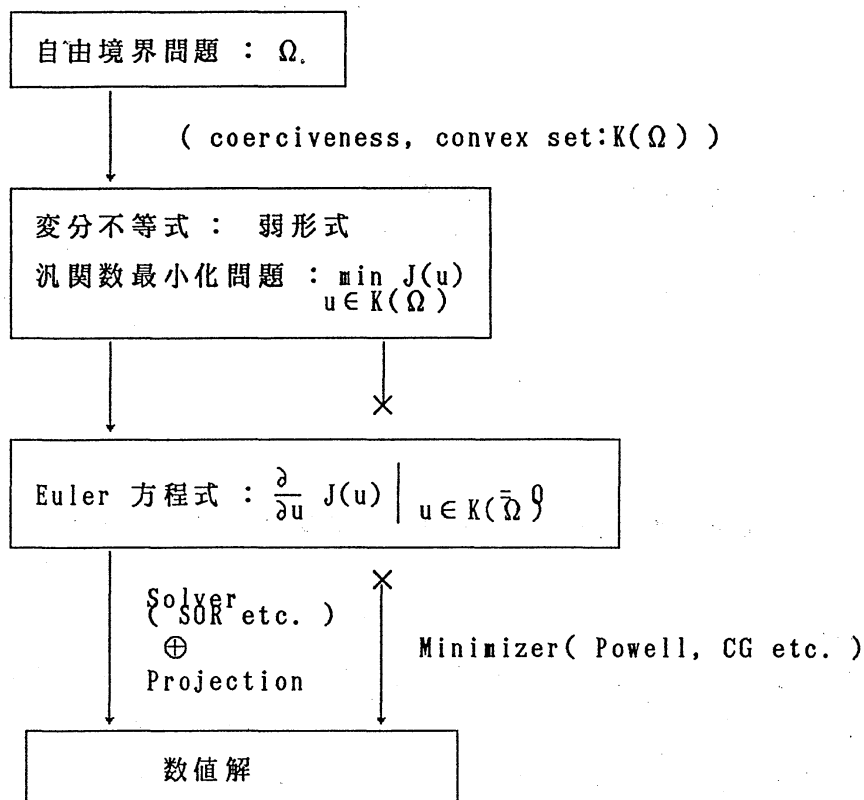 自由境界問題 : Ω
( coerciveness, convex set:K(Ω) )
変分不等式 : 弱形式
汎関数最小化問題 : min J(u)
u∈K(Ω)
Euler 方程式 : ∂/∂u J(u) | = 0
u∈K(Ω)
Solver
( SOR etc. )
⊕
Projection
Minimizer( Powell, CG etc. )
数値解